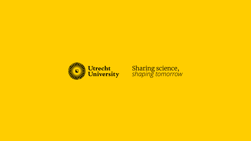 Utrecht
University
Sharing science,
shaping tomorrow